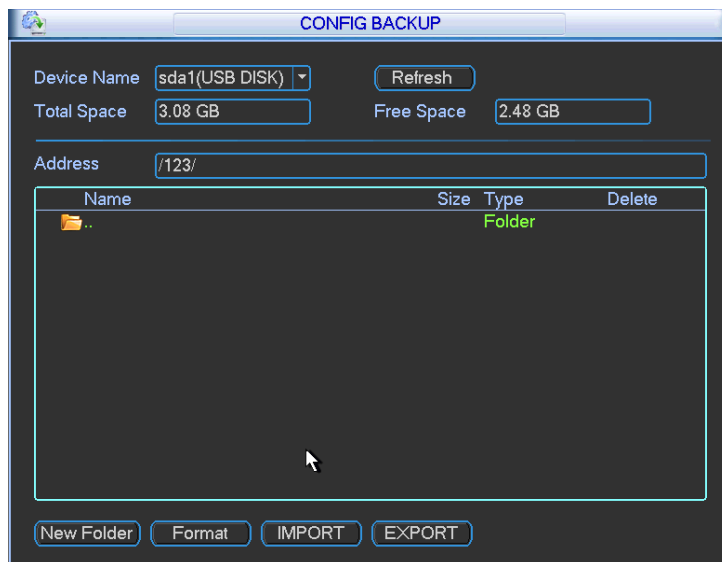 CONFIG BACKUP
Device Name sda1(USB DISK) Refresh
Total Space 3.08 GB Free Space 2.48 GB
Address /123/
Name Size Type Delete
.. Folder
New Folder Format IMPORT EXPORT